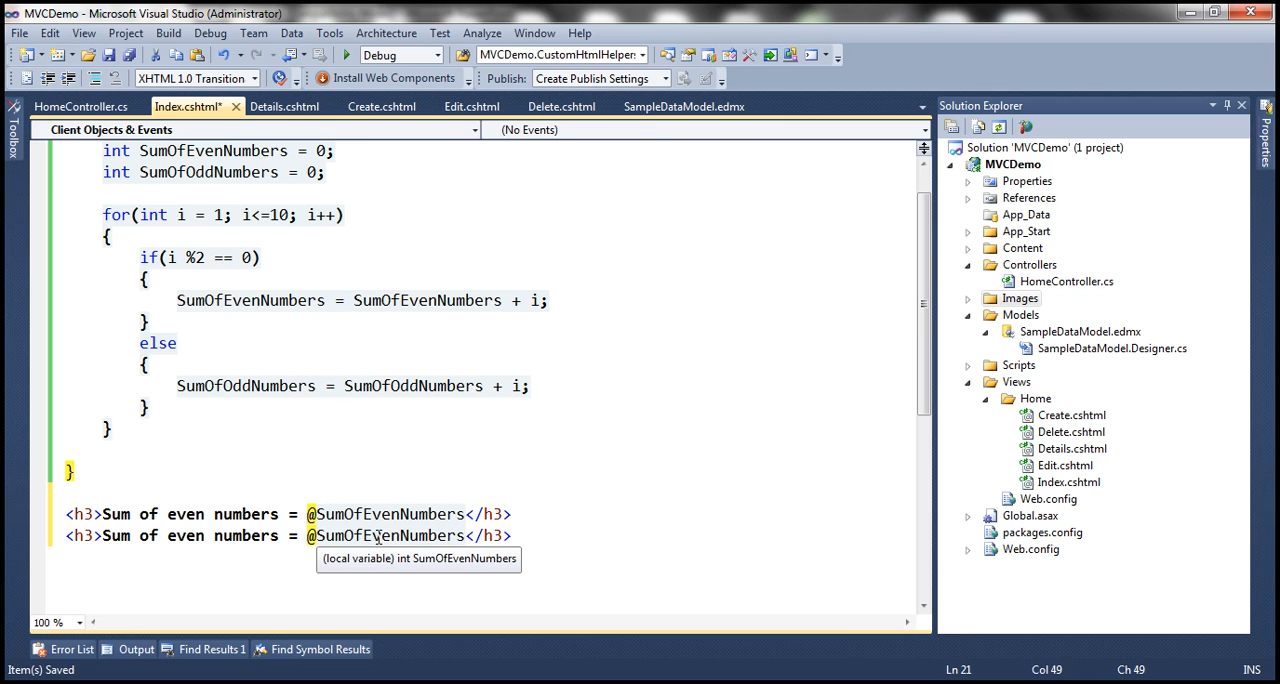 MVCDemo - Microsoft Visual Studio (Administrator)
File Edit View Project Build Debug Team Data Tools Architecture Test Analyze Window Help
Debug MVCDemo.CustomHtmlHelpers
XHTML 1.0 Transition Install Web Components Publish: Create Publish Settings
HomeController.cs Index.cshtml* Details.cshtml Create.cshtml Edit.cshtml Delete.cshtml SampleDataModel.edmx
Client Objects & Events (No Events)
Toolbox
int SumOfEvenNumbers = 0;
int SumOfOddNumbers = 0;
for(int i = 1; i<=10; i++)
{
if(i %2 == 0)
{
SumOfEvenNumbers = SumOfEvenNumbers + i;
}
else
{
SumOfOddNumbers = SumOfOddNumbers + i;
}
}
}
<h3>Sum of even numbers = @SumOfEvenNumbers</h3>
<h3>Sum of even numbers = @SumOfEvenNumbers</h3>
(local variable) int SumOfEvenNumbers
100 %
Solution Explorer
Solution 'MVCDemo' (1 project)
MVCDemo
Properties
References
App_Data
App_Start
Content
Controllers
HomeController.cs
Images
Models
SampleDataModel.edmx
SampleDataModel.Designer.cs
Scripts
Views
Home
Create.cshtml
Delete.cshtml
Details.cshtml
Edit.cshtml
Index.cshtml
Web.config
Global.asax
packages.config
Web.config
Properties
Error List Output Find Results 1 Find Symbol Results
Item(s) Saved Ln 21 Col 49 Ch 49 INS